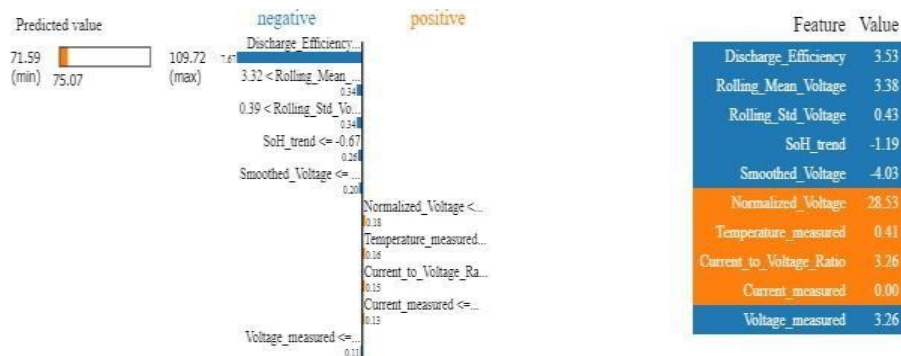 Predicted value
71.59
(min)
75.07
109.72
(max)
negative
positive
Discharge_Efficiency...
7.67
3.32 < Rolling_Mean_...
0.34
0.39 < Rolling_Std_Vo...
0.34
SoH_trend <= -0.67
0.26
Smoothed_Voltage <= ...
0.20
Normalized_Voltage <...
0.18
Temperature_measured...
0.16
Current_to_Voltage_Ra...
0.15
Current_measured <=...
0.13
Voltage_measured <=...
0.11
Feature Value
Discharge_Efficiency 3.53
Rolling_Mean_Voltage 3.38
Rolling_Std_Voltage 0.43
SoH_trend -1.19
Smoothed_Voltage -4.03
Normalized_Voltage 28.53
Temperature_measured 0.41
Current_to_Voltage_Ratio 3.26
Current_measured 0.00
Voltage_measured 3.26